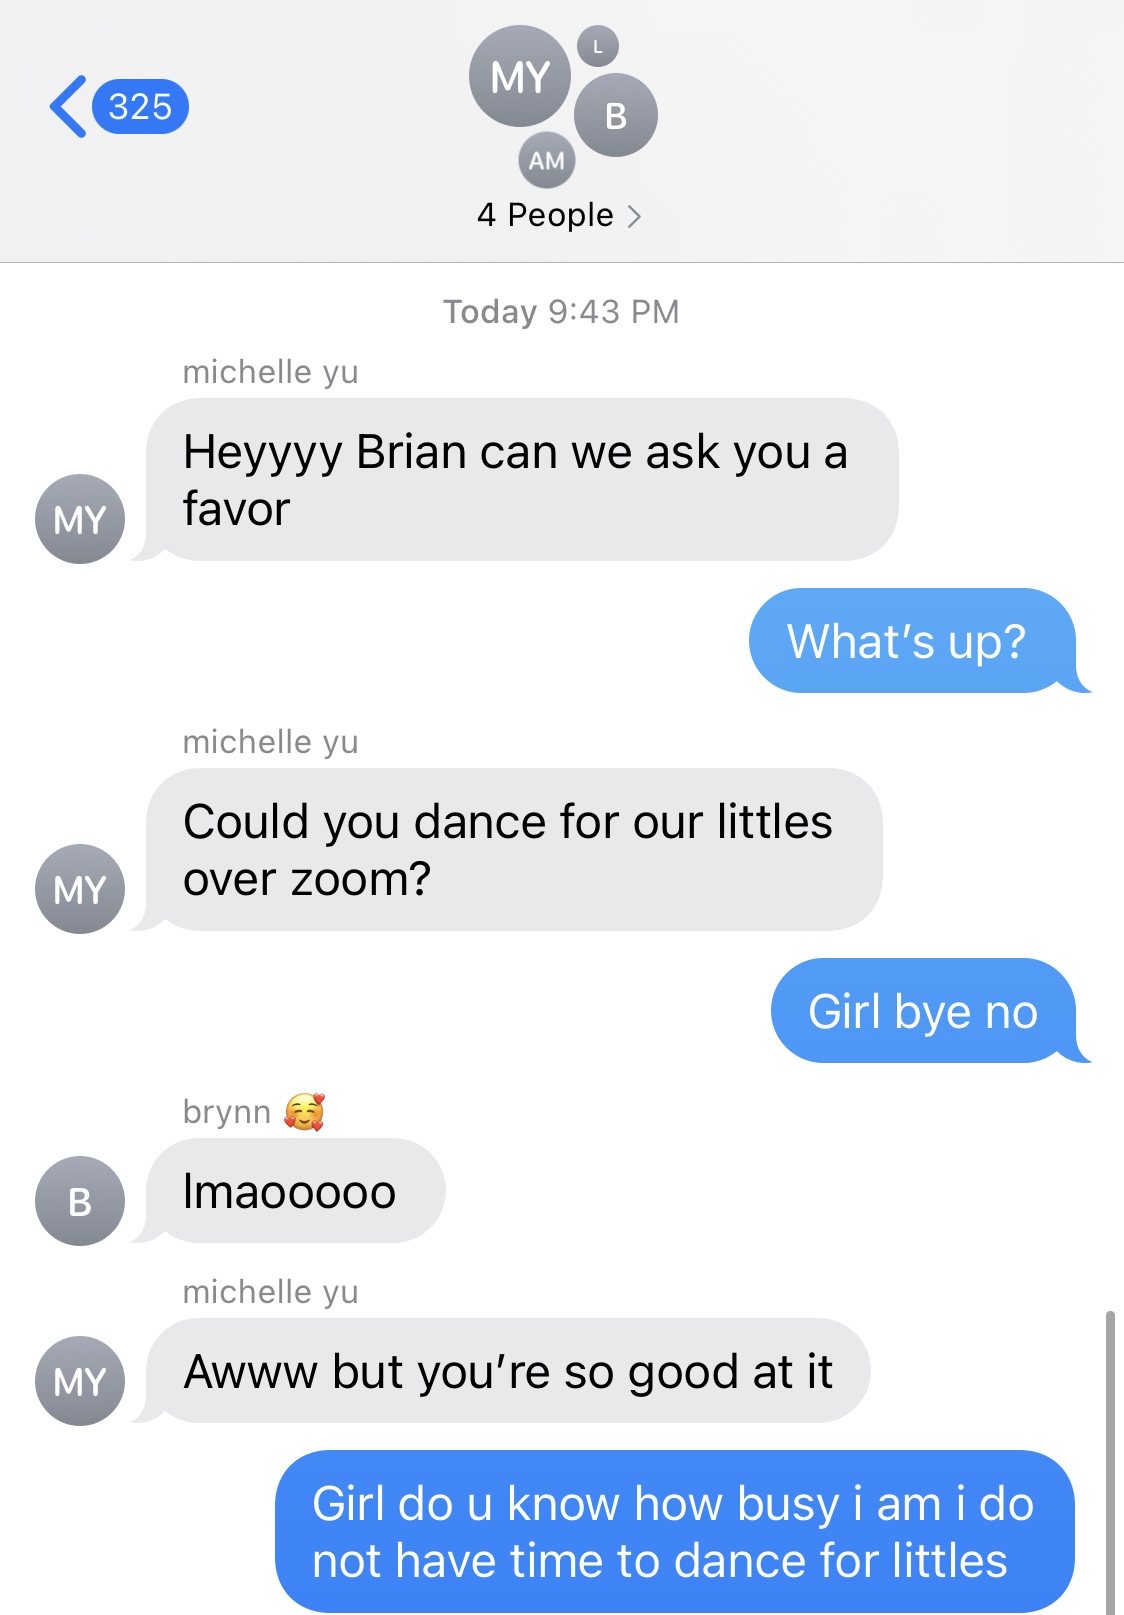 325
MY
L
B
AM
4 People
Today 9:43 PM
michelle yu
Heyyyy Brian can we ask you a
favor
MY
What's up?
michelle yu
Could you dance for our littles
over zoom?
MY
Girl bye no
brynn 🥰
lmaooooo
B
michelle yu
Awww but you're so good at it
MY
Girl do u know how busy i am i do
not have time to dance for littles